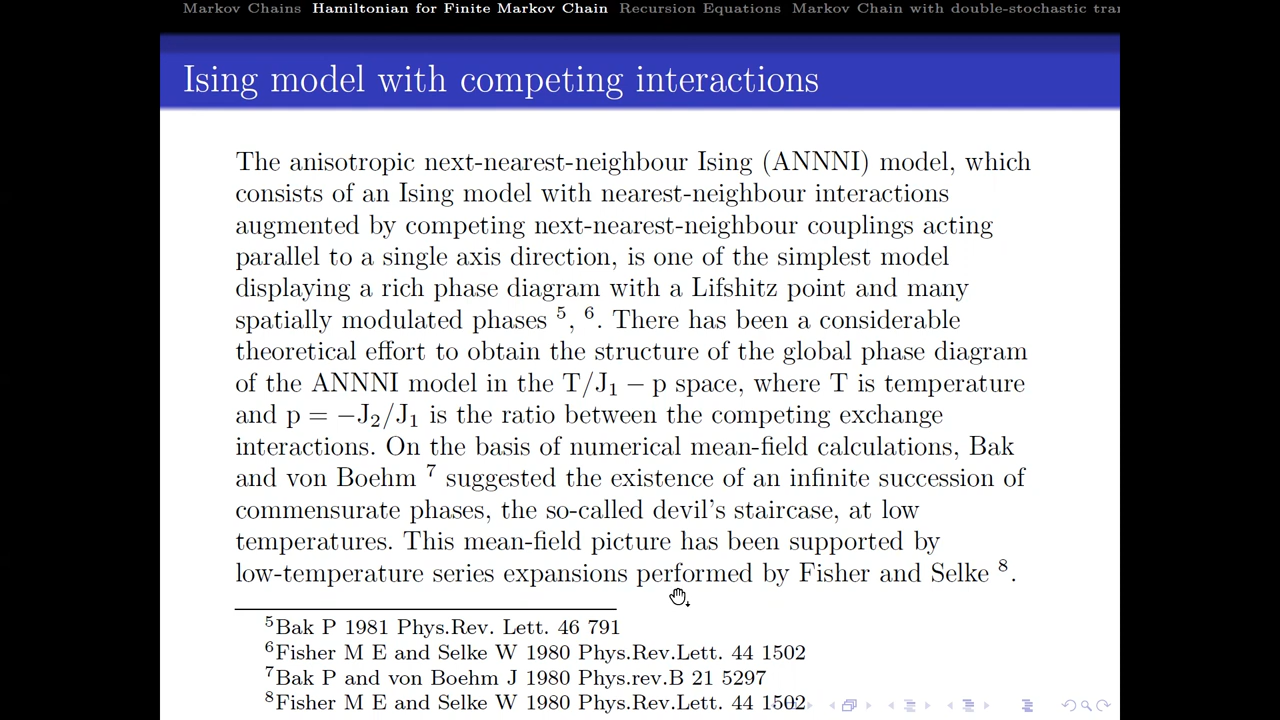 Markov Chains Hamiltonian for Finite Markov Chain Recursion Equations Markov Chain with double-stochastic tran
Ising model with competing interactions
The anisotropic next-nearest-neighbour Ising (ANNNI) model, which
consists of an Ising model with nearest-neighbour interactions
augmented by competing next-nearest-neighbour couplings acting
parallel to a single axis direction, is one of the simplest model
displaying a rich phase diagram with a Lifshitz point and many
spatially modulated phases ⁵, ⁶. There has been a considerable
theoretical effort to obtain the structure of the global phase diagram
of the ANNNI model in the T/J₁ − p space, where T is temperature
and p = −J₂/J₁ is the ratio between the competing exchange
interactions. On the basis of numerical mean-field calculations, Bak
and von Boehm ⁷ suggested the existence of an infinite succession of
commensurate phases, the so-called devil's staircase, at low
temperatures. This mean-field picture has been supported by
low-temperature series expansions performed by Fisher and Selke ⁸.
⁵Bak P 1981 Phys.Rev. Lett. 46 791
⁶Fisher M E and Selke W 1980 Phys.Rev.Lett. 44 1502
⁷Bak P and von Boehm J 1980 Phys.rev.B 21 5297
⁸Fisher M E and Selke W 1980 Phys.Rev.Lett. 44 1502